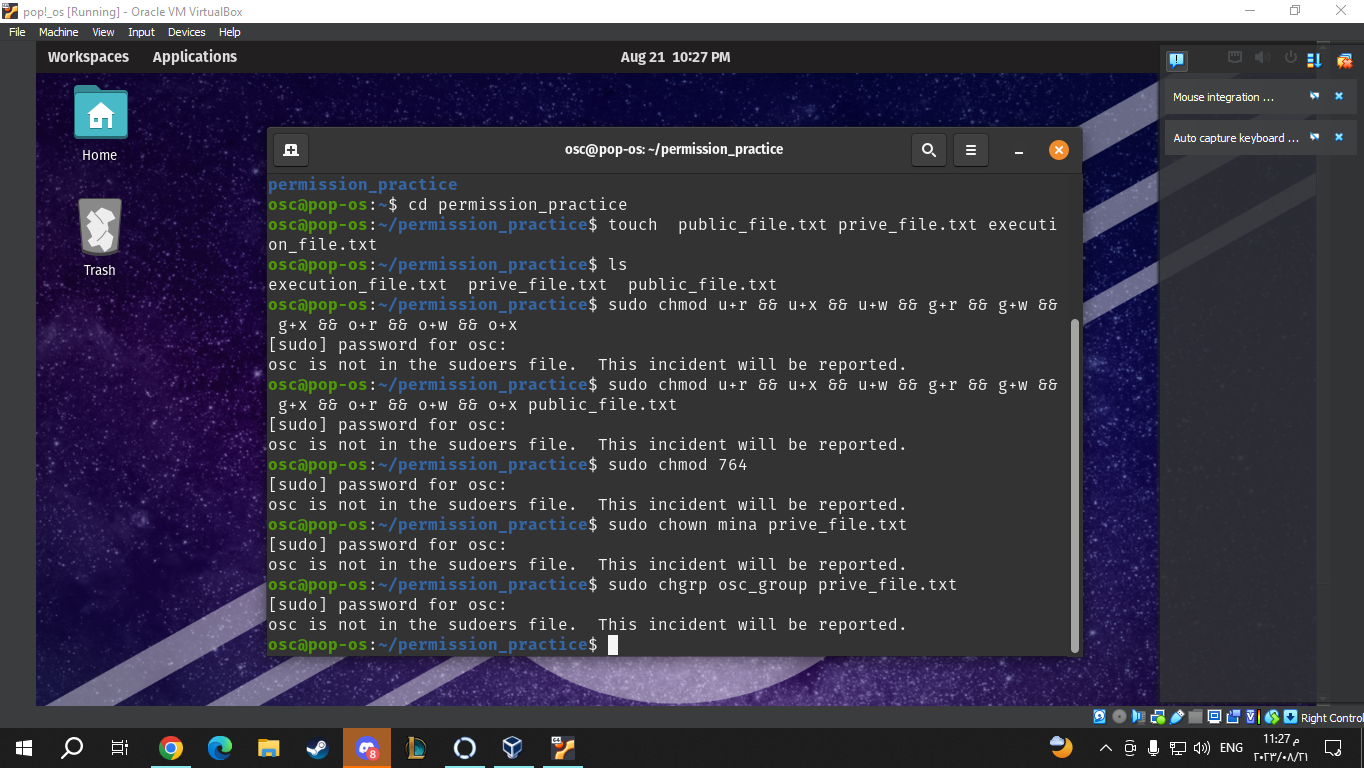 pop!_os [Running] - Oracle VM VirtualBox
File Machine View Input Devices Help
Workspaces Applications Aug 21 10:27 PM
Mouse integration ...
Auto capture keyboard ...
Home
Trash
osc@pop-os: ~/permission_practice
permission_practice
osc@pop-os:~$ cd permission_practice
osc@pop-os:~/permission_practice$ touch  public_file.txt prive_file.txt executi
on_file.txt
osc@pop-os:~/permission_practice$ ls
execution_file.txt  prive_file.txt  public_file.txt
osc@pop-os:~/permission_practice$ sudo chmod u+r && u+x && u+w && g+r && g+w &&
 g+x && o+r && o+w && o+x
[sudo] password for osc:
osc is not in the sudoers file.  This incident will be reported.
osc@pop-os:~/permission_practice$ sudo chmod u+r && u+x && u+w && g+r && g+w &&
 g+x && o+r && o+w && o+x public_file.txt
[sudo] password for osc:
osc is not in the sudoers file.  This incident will be reported.
osc@pop-os:~/permission_practice$ sudo chmod 764
[sudo] password for osc:
osc is not in the sudoers file.  This incident will be reported.
osc@pop-os:~/permission_practice$ sudo chown mina prive_file.txt
[sudo] password for osc:
osc is not in the sudoers file.  This incident will be reported.
osc@pop-os:~/permission_practice$ sudo chgrp osc_group prive_file.txt
[sudo] password for osc:
osc is not in the sudoers file.  This incident will be reported.
osc@pop-os:~/permission_practice$
Right Control
8
64
ENG
11:27 م
٢٠٢٣/٠٨/٢١